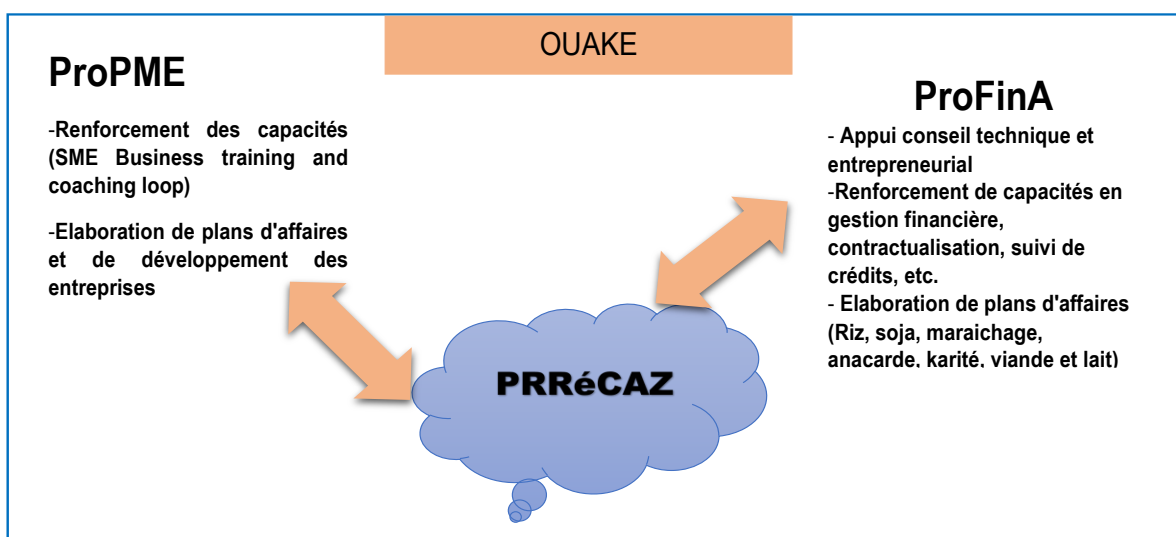 OUAKE
ProPME
-Renforcement des capacités
(SME Business training and
coaching loop)
-Elaboration de plans d'affaires
et de développement des
entreprises
ProFinA
- Appui conseil technique et
entrepreneurial
-Renforcement de capacités en
gestion financière,
contractualisation, suivi de
crédits, etc.
- Elaboration de plans d'affaires
(Riz, soja, maraichage,
anacarde, karité, viande et lait)
PRRéCAZ